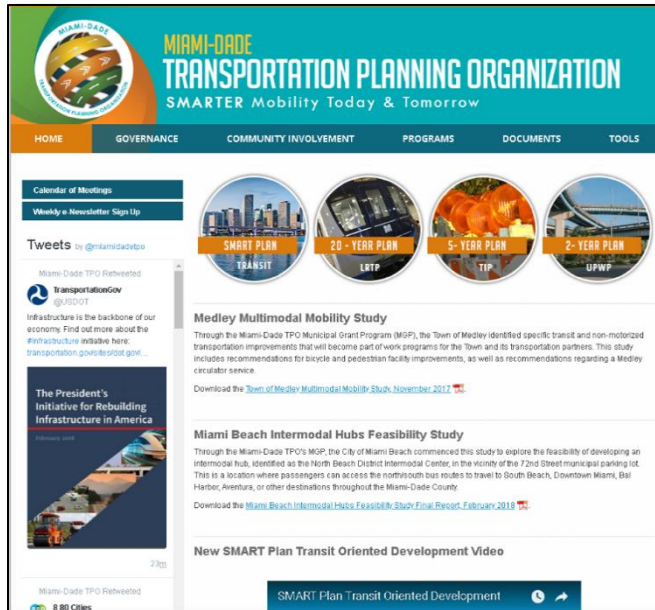 MIAMI-DADE
TRANSPORTATION PLANNING ORGANIZATION
MIAMI-DADE
TRANSPORTATION PLANNING ORGANIZATION
SMARTER Mobility Today & Tomorrow
HOME GOVERNANCE COMMUNITY INVOLVEMENT PROGRAMS DOCUMENTS TOOLS
Calendar of Meetings
Weekly e-Newsletter Sign Up
Tweets by @miamidadetpo
Miami-Dade TPO Retweeted
TransportationGov
@USDOT
Infrastructure is the backbone of our
economy. Find out more about the
#Infrastructure initiative here:
transportation.gov/sites/dot.gov/...
The President's
Initiative for Rebuilding
Infrastructure in America
February 2018
23m
Miami-Dade TPO Retweeted
8 80 Cities
SMART PLAN
TRANSIT
20 - YEAR PLAN
LRTP
5 - YEAR PLAN
TIP
2 - YEAR PLAN
UPWP
Medley Multimodal Mobility Study
Through the Miami-Dade TPO Municipal Grant Program (MGP), the Town of Medley identified specific transit and non-motorized
transportation improvements that will become part of work programs for the Town and its transportation partners. This study
includes recommendations for bicycle and pedestrian facility improvements, as well as recommendations regarding a Medley
circulator service.
Download the Town of Medley Multimodal Mobility Study, November 2017.
Miami Beach Intermodal Hubs Feasibility Study
Through the Miami-Dade TPO's MGP, the City of Miami Beach commenced this study to explore the feasibility of developing an
intermodal hub, identified as the North Beach District Intermodal Center, in the vicinity of the 72nd Street municipal parking lot.
This is a location where passengers can access the north/south bus routes to travel to South Beach, Downtown Miami, Bal
Harbor, Aventura, or other destinations throughout the Miami-Dade County.
Download the Miami Beach Intermodal Hubs Feasibility Study Final Report, February 2018.
New SMART Plan Transit Oriented Development Video
SMART Plan Transit Oriented Development